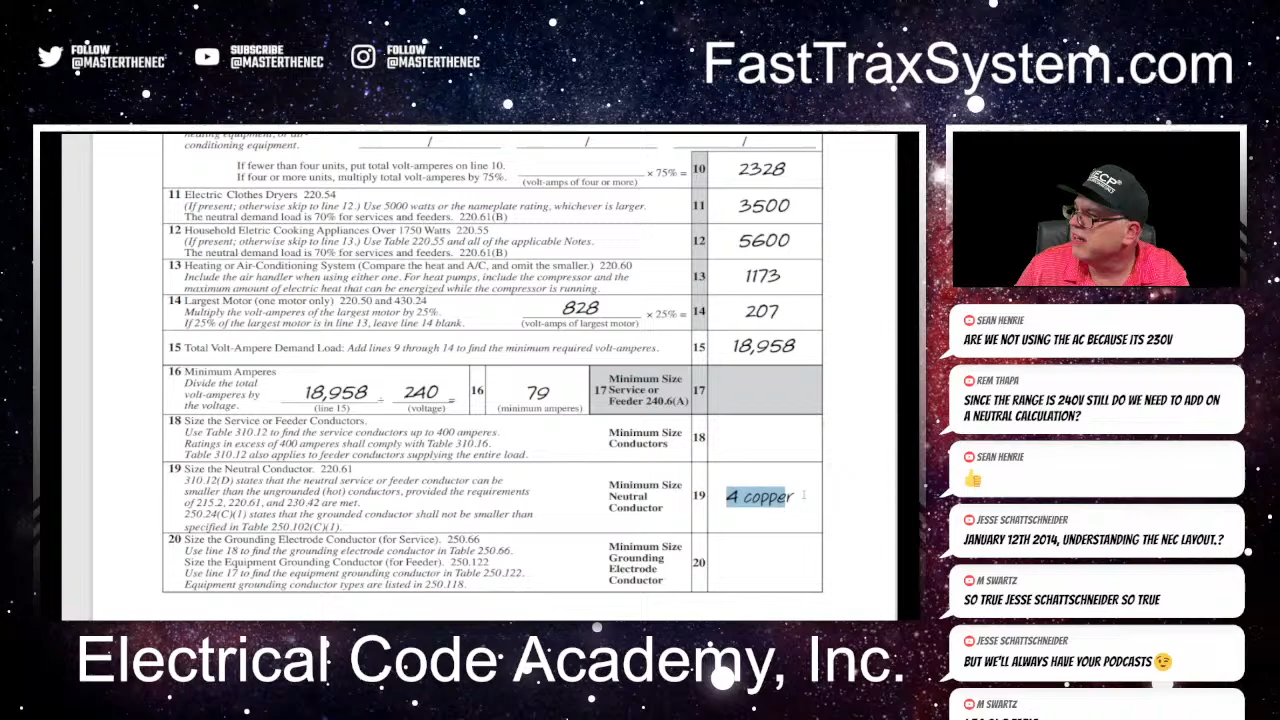 FOLLOW
@MASTERTHENEC
SUBSCRIBE
@MASTERTHENEC
FOLLOW
@MASTERTHENEC
FastTraxSystem.com
heating equipment, or air-
conditioning equipment. / / /
If fewer than four units, put total volt-amperes on line 10.
If four or more units, multiply total volt-amperes by 75%. × 75% = 10 2328
(volt-amps of four or more)
11 Electric Clothes Dryers 220.54
(If present; otherwise skip to line 12.) Use 5000 watts or the nameplate rating, whichever is larger. 11 3500
The neutral demand load is 70% for services and feeders. 220.61(B)
12 Household Eletric Cooking Appliances Over 1750 Watts 220.55
(If present; otherwise skip to line 13.) Use Table 220.55 and all of the applicable Notes. 12 5600
The neutral demand load is 70% for services and feeders. 220.61(B)
13 Heating or Air-Conditioning System (Compare the heat and A/C, and omit the smaller.) 220.60
Include the air handler when using either one. For heat pumps, include the compressor and the 13 1173
maximum amount of electric heat that can be energized while the compressor is running.
14 Largest Motor (one motor only) 220.50 and 430.24
Multiply the volt-amperes of the largest motor by 25%. 828 × 25% = 14 207
If 25% of the largest motor is in line 13, leave line 14 blank. (volt-amps of largest motor)
15 Total Volt-Ampere Demand Load: Add lines 9 through 14 to find the minimum required volt-amperes. 15 18,958
16 Minimum Amperes
Divide the total
volt-amperes by
the voltage.
18,958 ÷ 240 = 16 79
(line 15) (voltage) (minimum amperes)
Minimum Size
17 Service or
Feeder 240.6(A)
17
18 Size the Service or Feeder Conductors.
Use Table 310.12 to find the service conductors up to 400 amperes.
Ratings in excess of 400 amperes shall comply with Table 310.16.
Table 310.12 also applies to feeder conductors supplying the entire load.
Minimum Size
Conductors
18
19 Size the Neutral Conductor. 220.61
310.12(D) states that the neutral service or feeder conductor can be
smaller than the ungrounded (hot) conductors, provided the requirements
of 215.2, 220.61, and 230.42 are met.
250.24(C)(1) states that the grounded conductor shall not be smaller than
specified in Table 250.102(C)(1).
Minimum Size
Neutral
Conductor
19 4 copper
20 Size the Grounding Electrode Conductor (for Service). 250.66
Use line 18 to find the grounding electrode conductor in Table 250.66.
Size the Equipment Grounding Conductor (for Feeder). 250.122
Use line 17 to find the equipment grounding conductor in Table 250.122.
Equipment grounding conductor types are listed in 250.118.
Minimum Size
Grounding
Electrode
Conductor
20
SEAN HENRIE
ARE WE NOT USING THE AC BECAUSE ITS 230V
REM THAPA
SINCE THE RANGE IS 240V STILL DO WE NEED TO ADD ON
A NEUTRAL CALCULATION?
SEAN HENRIE
👍
JESSE SCHATTSCHNEIDER
JANUARY 12TH 2014, UNDERSTANDING THE NEC LAYOUT.?
M SWARTZ
SO TRUE JESSE SCHATTSCHNEIDER SO TRUE
JESSE SCHATTSCHNEIDER
BUT WE'LL ALWAYS HAVE YOUR PODCASTS 😉
M SWARTZ
Electrical Code Academy, Inc.